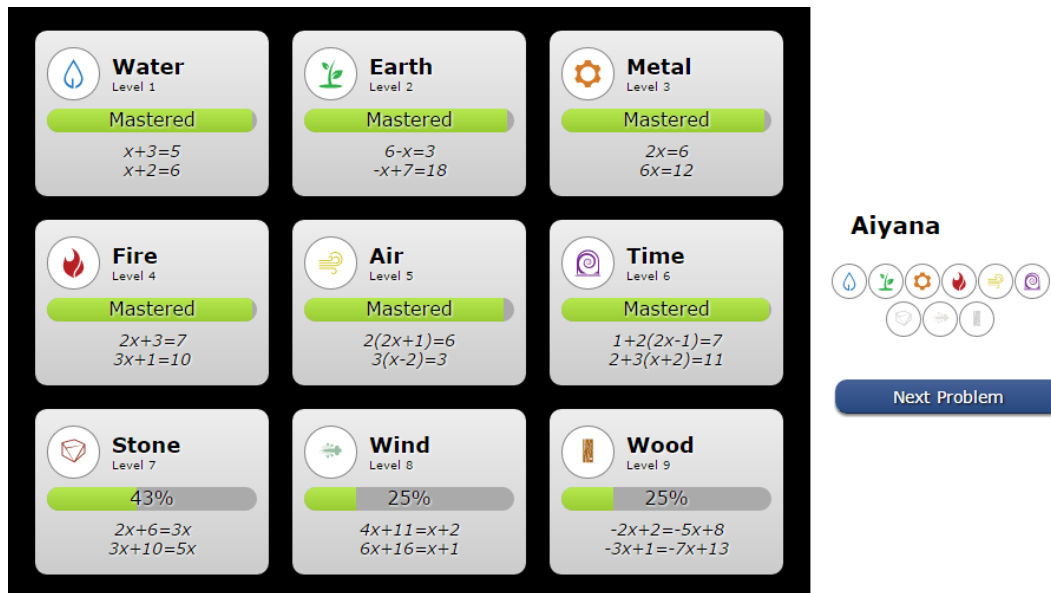 Water
Level 1
Mastered
x+3=5
x+2=6
Earth
Level 2
Mastered
6-x=3
-x+7=18
Metal
Level 3
Mastered
2x=6
6x=12
Fire
Level 4
Mastered
2x+3=7
3x+1=10
Air
Level 5
Mastered
2(2x+1)=6
3(x-2)=3
Time
Level 6
Mastered
1+2(2x-1)=7
2+3(x+2)=11
Stone
Level 7
43%
2x+6=3x
3x+10=5x
Wind
Level 8
25%
4x+11=x+2
6x+16=x+1
Wood
Level 9
25%
-2x+2=-5x+8
-3x+1=-7x+13
Aiyana
Next Problem